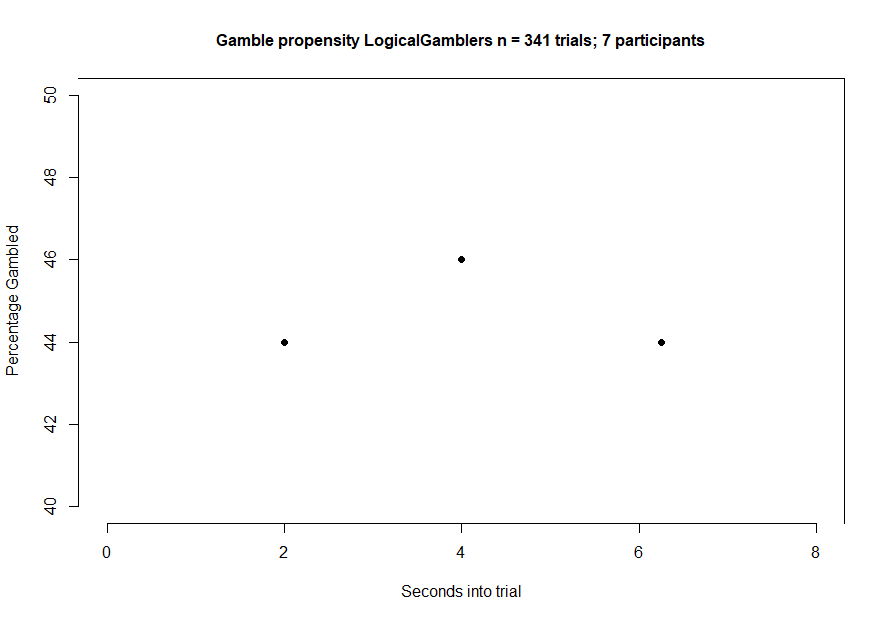 Gamble propensity LogicalGamblers n = 341 trials; 7 participants
Percentage Gambled
50
48
46
44
42
40
0 2 4 6 8
Seconds into trial